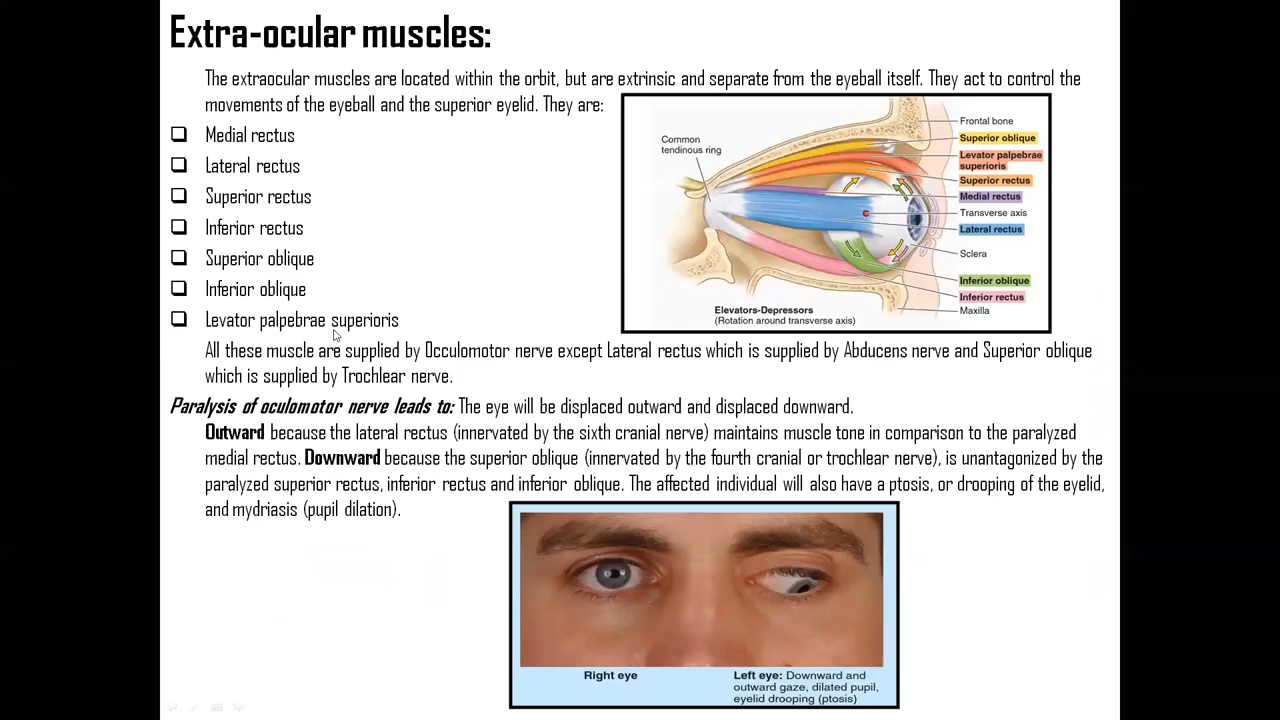 Extra-ocular muscles:
The extraocular muscles are located within the orbit, but are extrinsic and separate from the eyeball itself. They act to control the
movements of the eyeball and the superior eyelid. They are:
Medial rectus
Lateral rectus
Superior rectus
Inferior rectus
Superior oblique
Inferior oblique
Levator palpebrae superioris
Common
tendinous ring
Frontal bone
Superior oblique
Levator palpebrae
superioris
Superior rectus
Medial rectus
Transverse axis
Lateral rectus
Sclera
Inferior oblique
Inferior rectus
Maxilla
Elevators-Depressors
(Rotation around transverse axis)
All these muscle are supplied by Occulomotor nerve except Lateral rectus which is supplied by Abducens nerve and Superior oblique
which is supplied by Trochlear nerve.
Paralysis of oculomotor nerve leads to: The eye will be displaced outward and displaced downward.
Outward because the lateral rectus (innervated by the sixth cranial nerve) maintains muscle tone in comparison to the paralyzed
medial rectus. Downward because the superior oblique (innervated by the fourth cranial or trochlear nerve), is unantagonized by the
paralyzed superior rectus, inferior rectus and inferior oblique. The affected individual will also have a ptosis, or drooping of the eyelid,
and mydriasis (pupil dilation).
Right eye
Left eye: Downward and
outward gaze, dilated pupil,
eyelid drooping (ptosis)